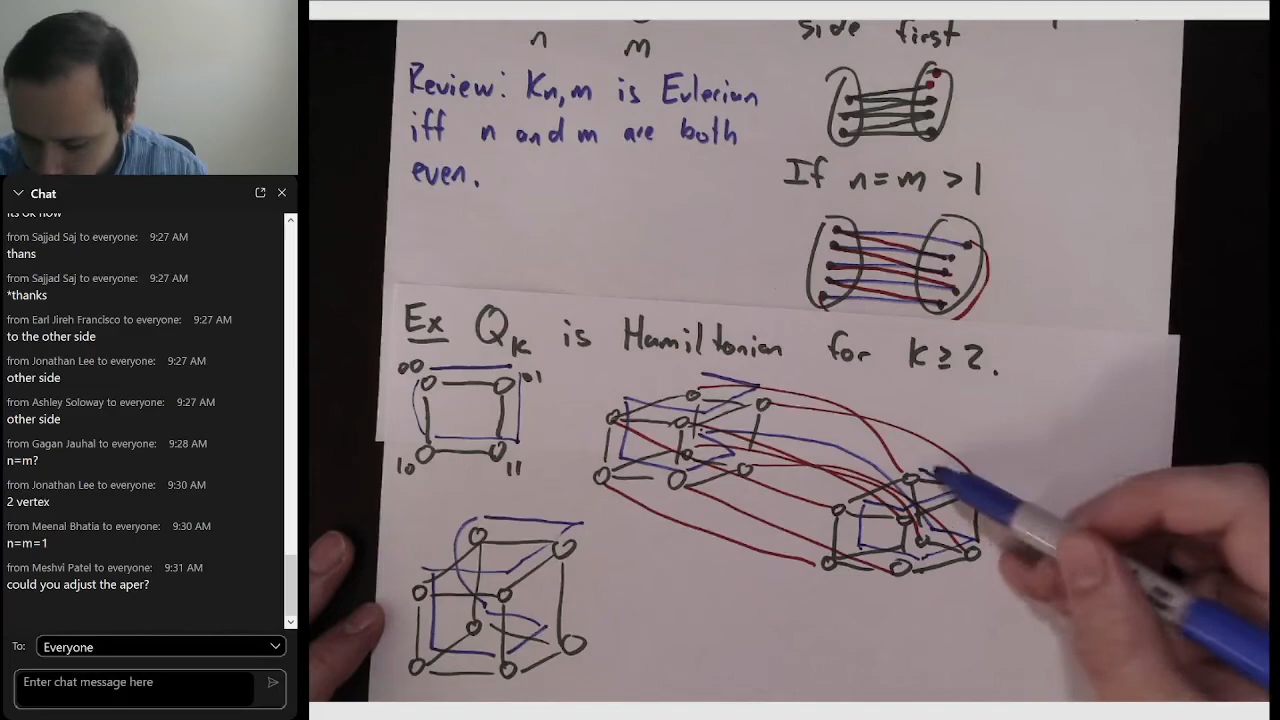 Chat
its ok now
from Sajjad Saj to everyone: 9:27 AM
thans
from Sajjad Saj to everyone: 9:28 AM
*thanks
from Earl Jireh Francisco to everyone: 9:27 AM
to the other side
from Jonathan Lee to everyone: 9:27 AM
other side
from Ashley Soloway to everyone: 9:27 AM
other side
from Gagan Jauhal to everyone: 9:28 AM
n=m?
from Jonathan Lee to everyone: 9:30 AM
2 vertex
from Meenal Bhatia to everyone: 9:30 AM
n=m=1
from Meshvi Patel to everyone: 9:31 AM
could you adjust the aper?
To: Everyone
Enter chat message here
n m
Review: Kn,m is Eulerian
iff n and m are both
even.
side first
If n=m >1
Ex Qk is Hamiltonian for k≥2.
00 01
10 11